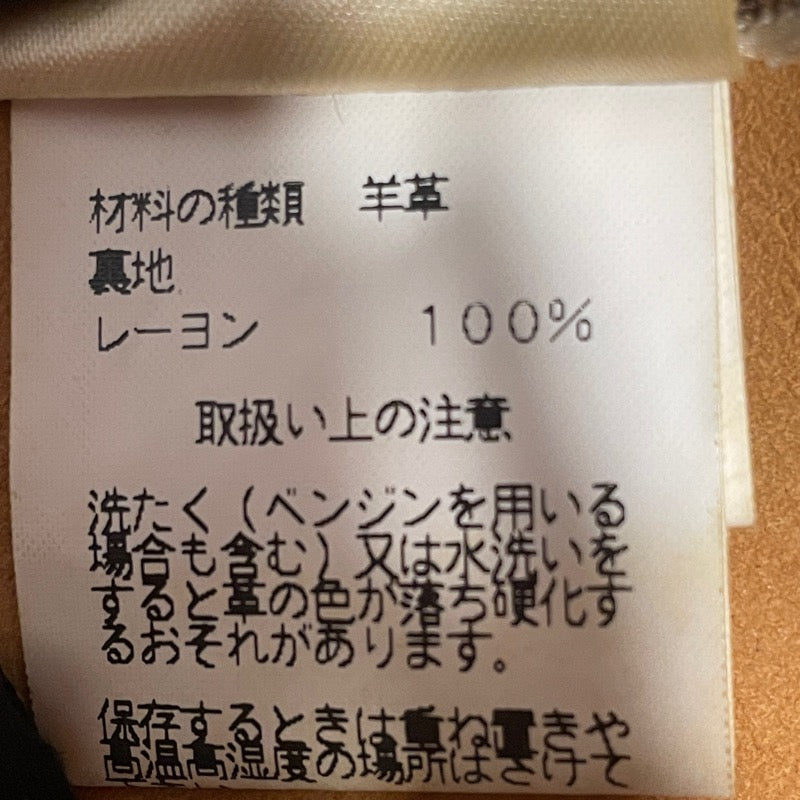 材料の種類 羊革
裏地
レーヨン 100%
取扱い上の注意
洗たく(ベンジンを用いる
場合も含む)又は水洗いを
すると革の色が落ち硬化す
るおそれがあります。
保存するときは重ね置きや
高温高湿度の場所はさけて